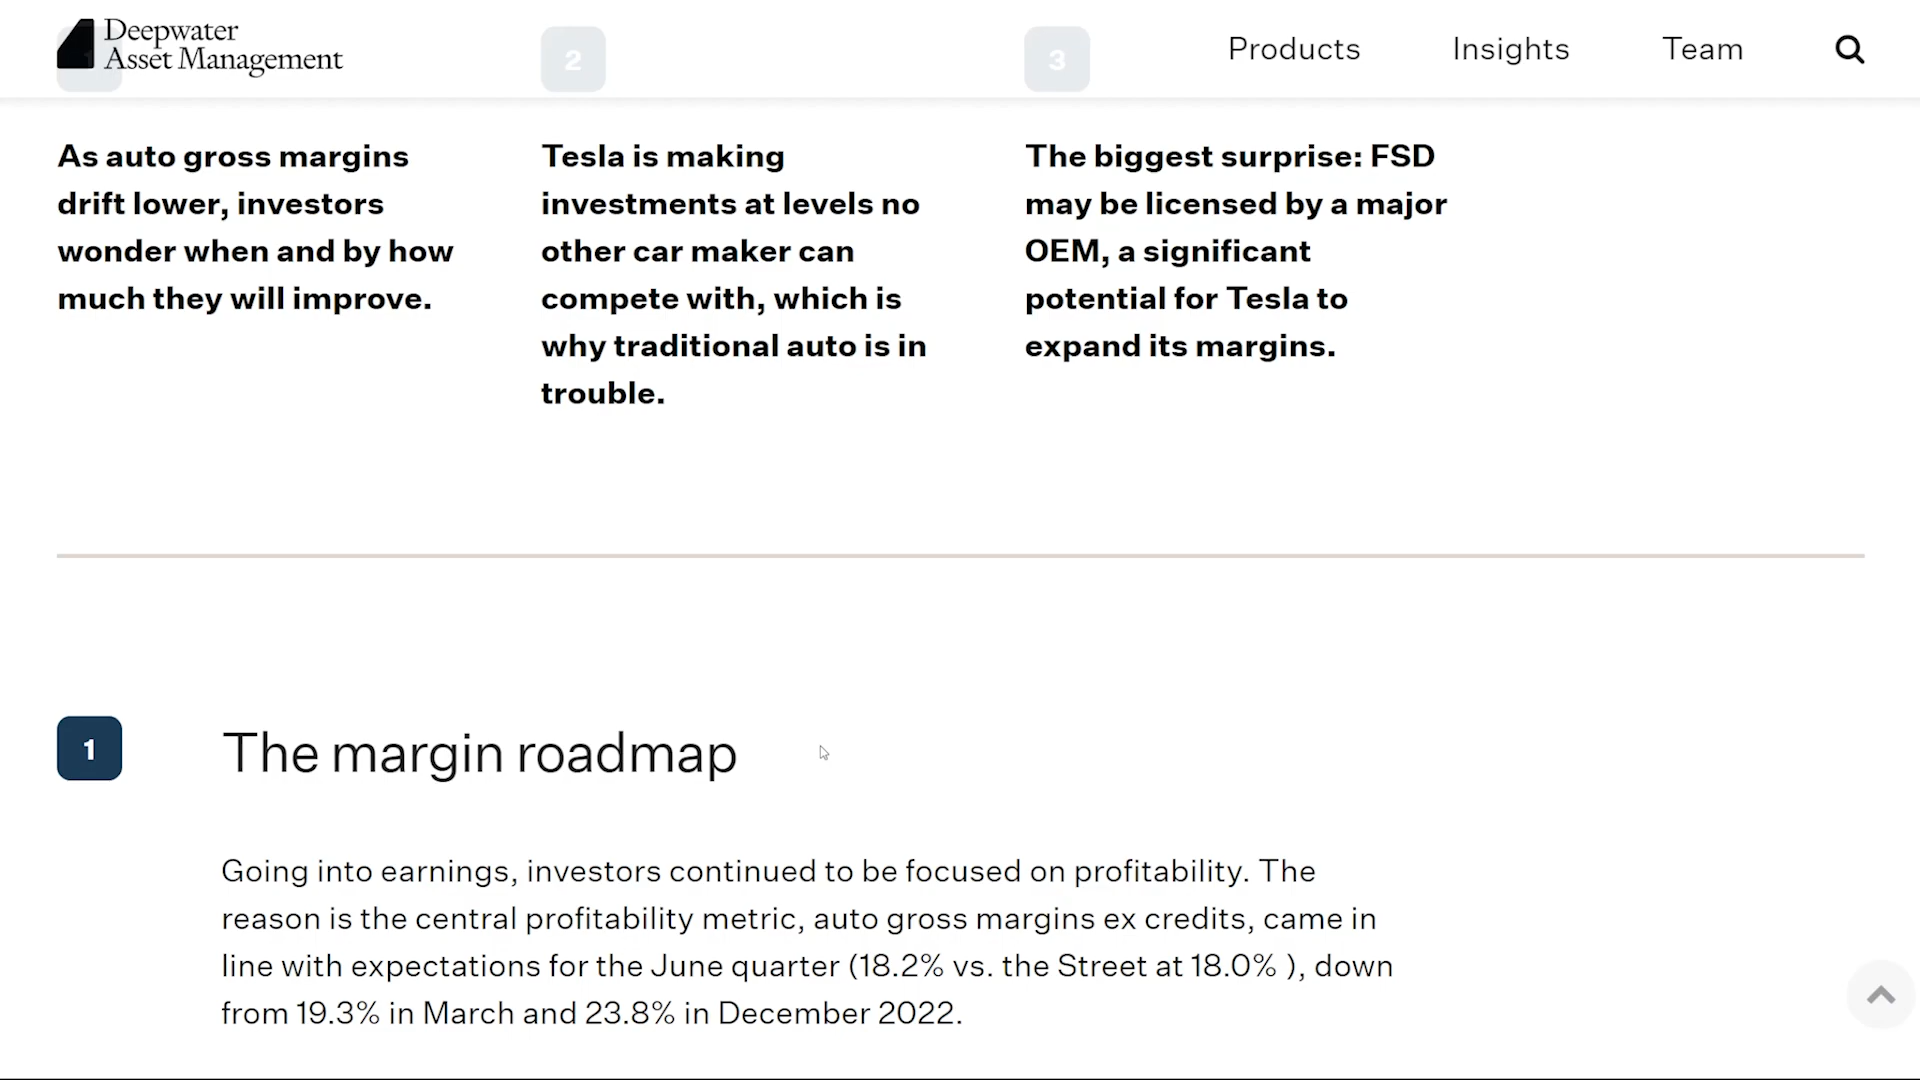 Deepwater
Asset Management
1
2
3
Products
Insights
Team
As auto gross margins
drift lower, investors
wonder when and by how
much they will improve.
Tesla is making
investments at levels no
other car maker can
compete with, which is
why traditional auto is in
trouble.
The biggest surprise: FSD
may be licensed by a major
OEM, a significant
potential for Tesla to
expand its margins.
1
The margin roadmap
Going into earnings, investors continued to be focused on profitability. The
reason is the central profitability metric, auto gross margins ex credits, came in
line with expectations for the June quarter (18.2% vs. the Street at 18.0% ), down
from 19.3% in March and 23.8% in December 2022.